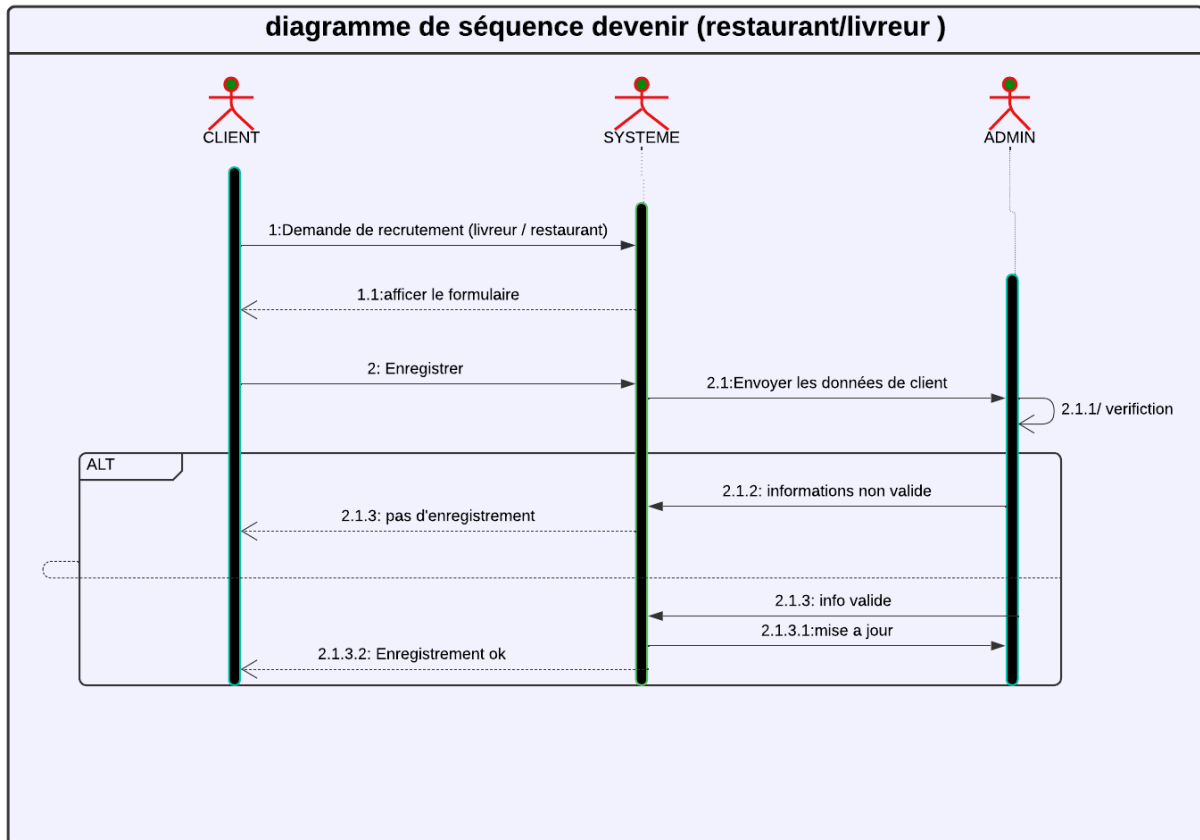 diagramme de séquence devenir (restaurant/livreur )
CLIENT
SYSTEME
ADMIN
1:Demande de recrutement (livreur / restaurant)
1.1:afficer le formulaire
2: Enregistrer
2.1:Envoyer les données de client
2.1.1/ verifiction
ALT
2.1.2: informations non valide
2.1.3: pas d'enregistrement
2.1.3: info valide
2.1.3.1:mise a jour
2.1.3.2: Enregistrement ok